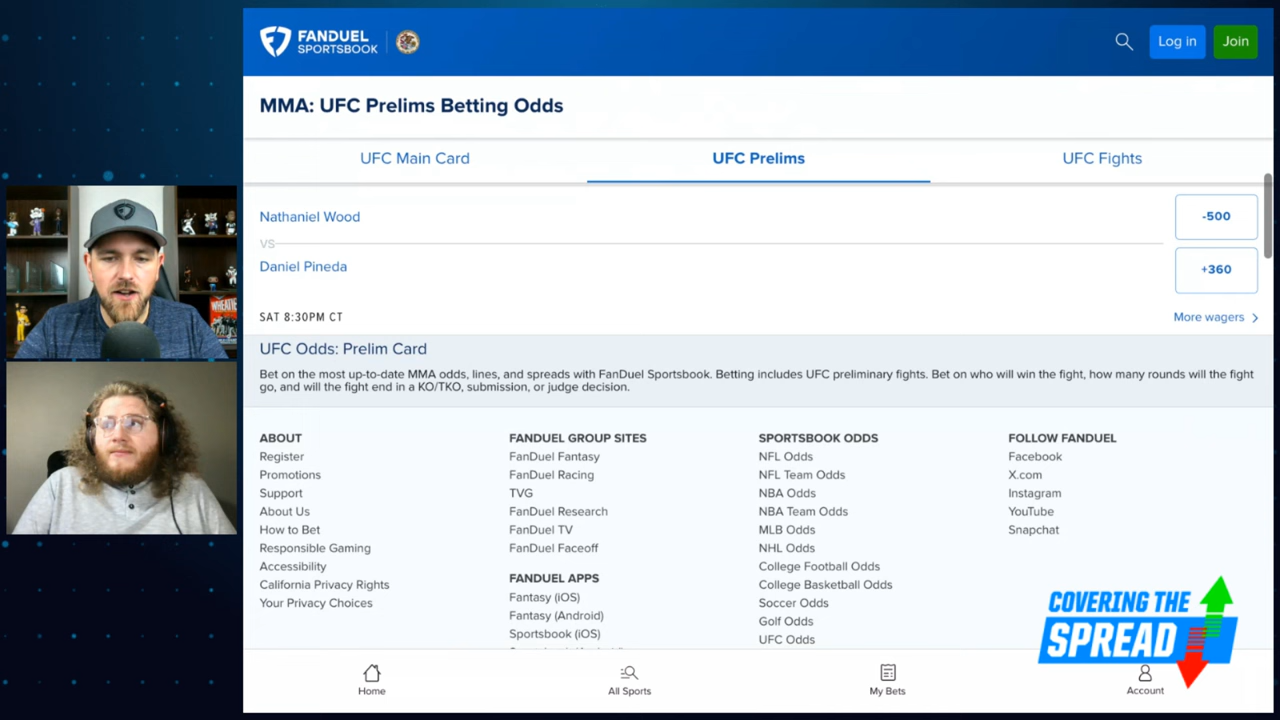 FANDUEL
SPORTSBOOK
Log in
Join
MMA: UFC Prelims Betting Odds
UFC Main Card
UFC Prelims
UFC Fights
Nathaniel Wood
-500
VS
Daniel Pineda
+360
SAT 8:30PM CT
More wagers
UFC Odds: Prelim Card
Bet on the most up-to-date MMA odds, lines, and spreads with FanDuel Sportsbook. Betting includes UFC preliminary fights. Bet on who will win the fight, how many rounds will the fight
go, and will the fight end in a KO/TKO, submission, or judge decision.
ABOUT
Register
Promotions
Support
About Us
How to Bet
Responsible Gaming
Accessibility
California Privacy Rights
Your Privacy Choices
FANDUEL GROUP SITES
FanDuel Fantasy
FanDuel Racing
TVG
FanDuel Research
FanDuel TV
FanDuel Faceoff
FANDUEL APPS
Fantasy (iOS)
Fantasy (Android)
Sportsbook (iOS)
SPORTSBOOK ODDS
NFL Odds
NFL Team Odds
NBA Odds
NBA Team Odds
MLB Odds
NHL Odds
College Football Odds
College Basketball Odds
Soccer Odds
Golf Odds
UFC Odds
FOLLOW FANDUEL
Facebook
X.com
Instagram
YouTube
Snapchat
COVERING THE
SPREAD
Home
All Sports
My Bets
Account
WHEATIES